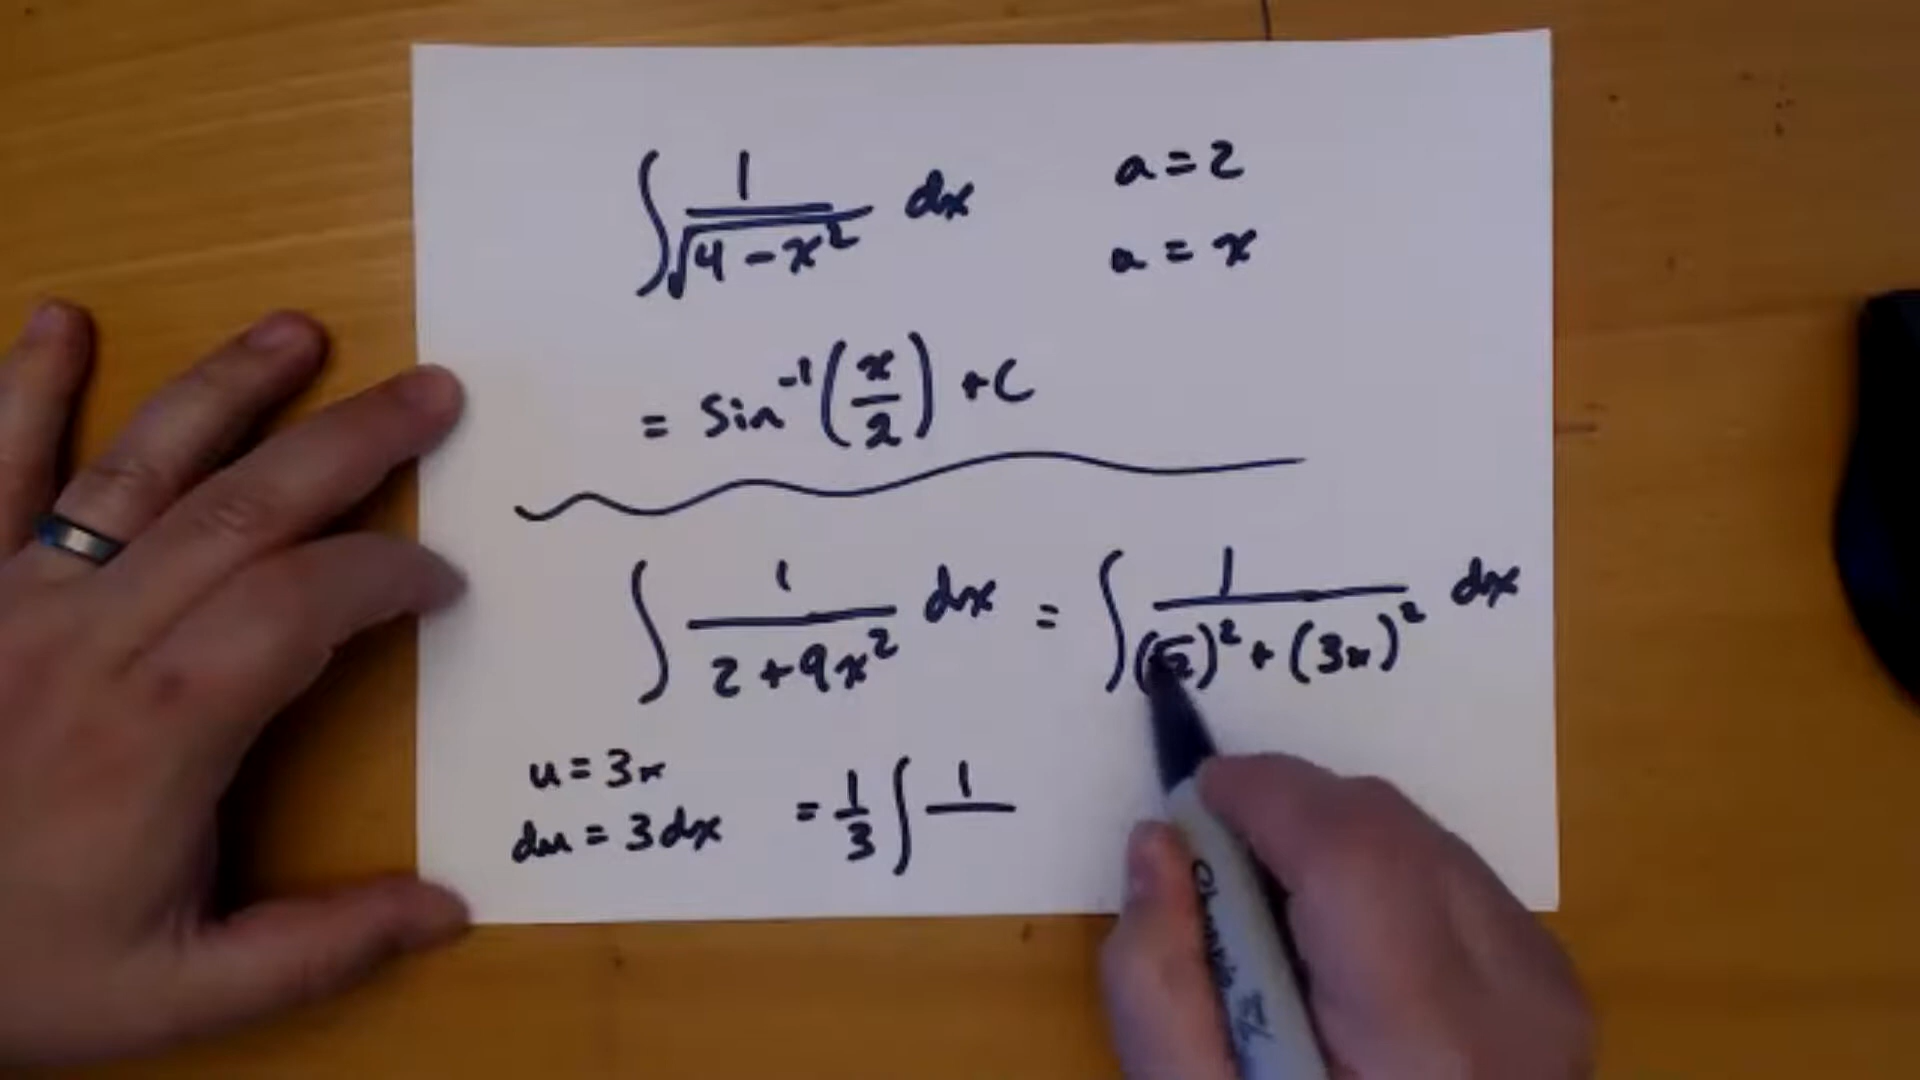 ∫ 1/√(4-x²) dx a = 2
u = x
= Sin⁻¹(x/2) + C
∫ 1/(2+9x²) dx = ∫ 1/((√2)²+(3x)²) dx
u = 3x
du = 3dx = 1/3 ∫ 1/